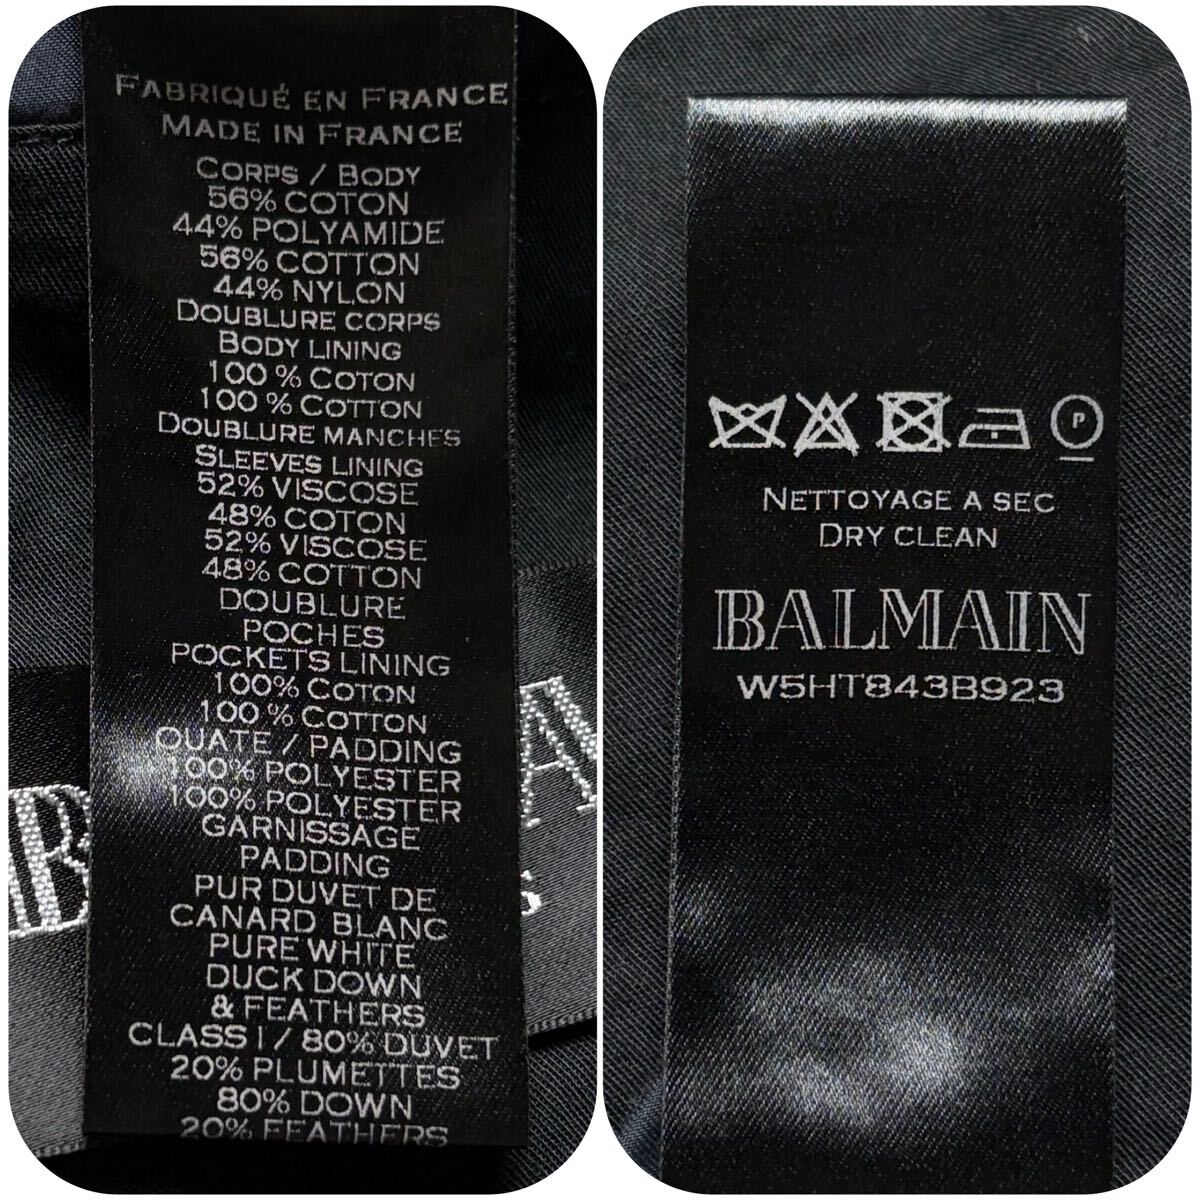 FABRIQUÉ EN FRANCE
MADE IN FRANCE
CORPS / BODY
56% COTON
44% POLYAMIDE
56% COTTON
44% NYLON
DOUBLURE CORPS
BODY LINING
100 % COTON
100 % COTTON
DOUBLURE MANCHES
SLEEVES LINING
52% VISCOSE
48% COTON
52% VISCOSE
48% COTTON
DOUBLURE
POCHES
POCKETS LINING
100% COTON
100 % COTTON
OUATE / PADDING
100% POLYESTER
100% POLYESTER
GARNISSAGE
PADDING
PUR DUVET DE
CANARD BLANC
PURE WHITE
DUCK DOWN
& FEATHERS
CLASS I / 80% DUVET
20% PLUMETTES
80% DOWN
20% FEATHERS
P
NETTOYAGE A SEC
DRY CLEAN
BALMAIN
W5HT843B923